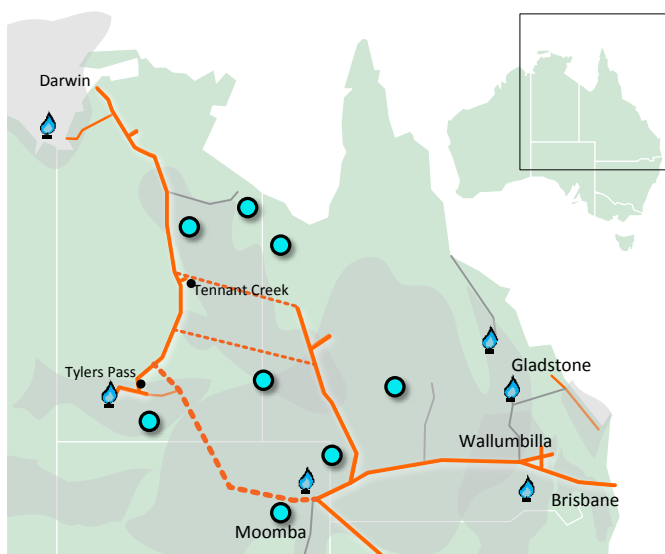 Darwin
Tennant Creek
Tylers Pass
Gladstone
Wallumbilla
Brisbane
Moomba